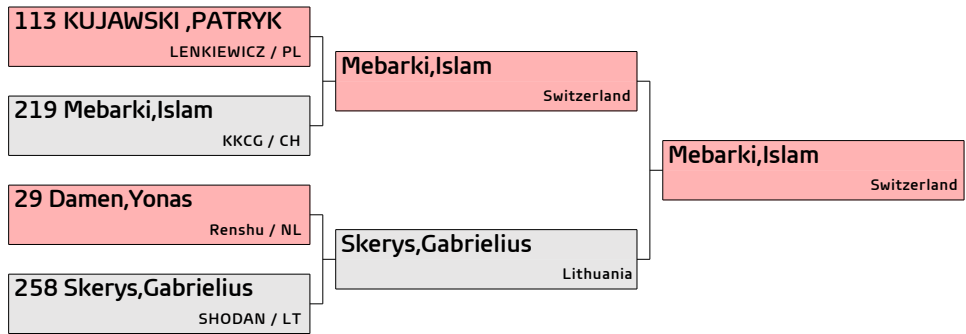 113 KUJAWSKI ,PATRYK
LENKIEWICZ / PL
219 Mebarki,Islam
KKCG / CH
29 Damen,Yonas
Renshu / NL
258 Skerys,Gabrielius
SHODAN / LT
Mebarki,Islam
Switzerland
Skerys,Gabrielius
Lithuania
Mebarki,Islam
Switzerland